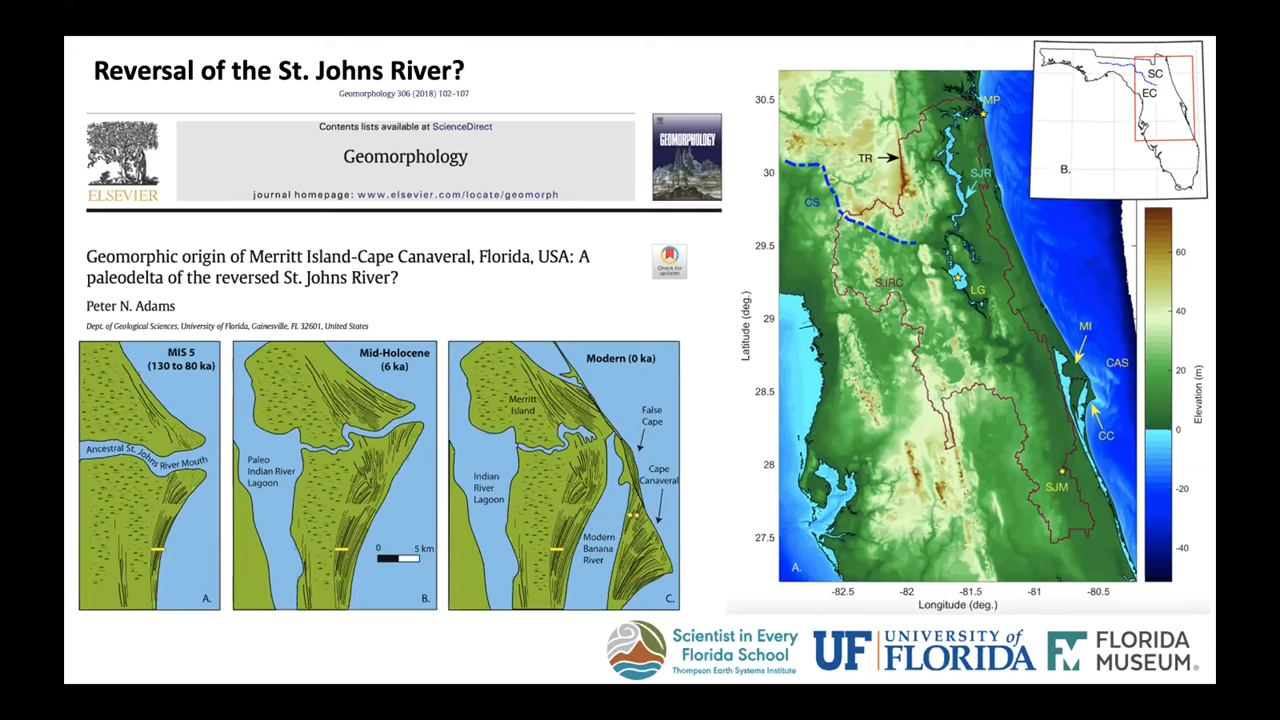 Reversal of the St. Johns River?
Geomorphology 306 (2018) 102–107
Contents lists available at ScienceDirect
Geomorphology
journal homepage: www.elsevier.com/locate/geomorph
ELSEVIER
GEOMORPHOLOGY
Geomorphic origin of Merritt Island-Cape Canaveral, Florida, USA: A
paleodelta of the reversed St. Johns River?
Check for
updates
Peter N. Adams
Dept. of Geological Sciences, University of Florida, Gainesville, FL 32601, United States
MIS 5
(130 to 80 ka)
Ancestral St. Johns River Mouth
A.
Mid-Holocene
(6 ka)
Paleo
Indian River
Lagoon
0 5 km
B.
Modern (0 ka)
Merritt
Island
False
Cape
Cape
Canaveral
Indian
River
Lagoon
Modern
Banana
River
C.
Latitude (deg.)
30.5
30
29.5
29
28.5
28
27.5
-82.5 -82 -81.5 -81 -80.5
Longitude (deg.)
MP
TR
SJR
CS
SJRC
LG
MI
CAS
CC
SJM
A.
SC
EC
B.
60
40
20
0
-20
-40
Elevation (m)
Scientist in Every
Florida School
Thompson Earth Systems Institute
UF UNIVERSITY of
FLORIDA
FM FLORIDA
MUSEUM